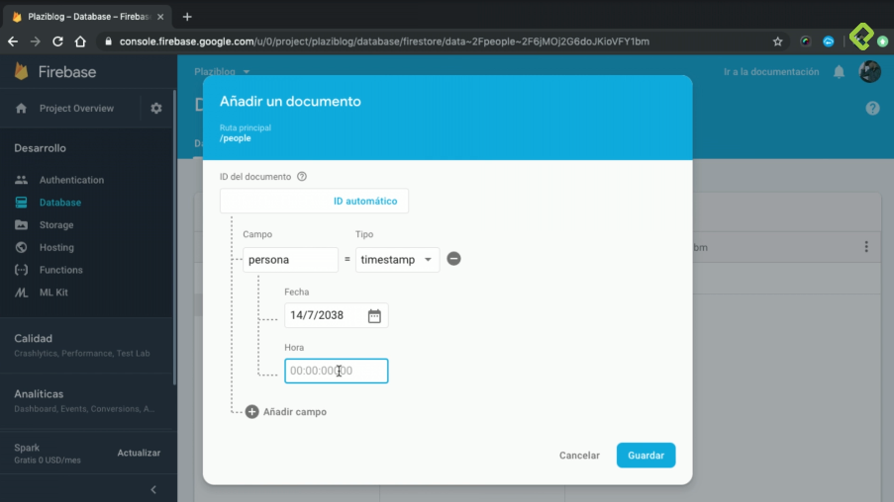 Plaziblog – Database – Fireba
console.firebase.google.com/u/0/project/plaziblog/database/firestore/data~2Fpeople~2F6jMOj2G6doJKioVFY1bm
Firebase
Plaziblog
Ir a la documentación
Project Overview
Desarrollo
Authentication
Database
Storage
Hosting
Functions
ML Kit
Calidad
Crashlytics, Performance, Test Lab
Analíticas
Dashboard, Events, Conversions, A...
Spark
Gratis 0 USD/mes
Actualizar
D
Da
bm
Añadir un documento
Ruta principal
/people
ID del documento
ID automático
Campo
Tipo
persona
=
timestamp
Fecha
14/7/2038
Hora
00:00:00000
Añadir campo
Cancelar
Guardar